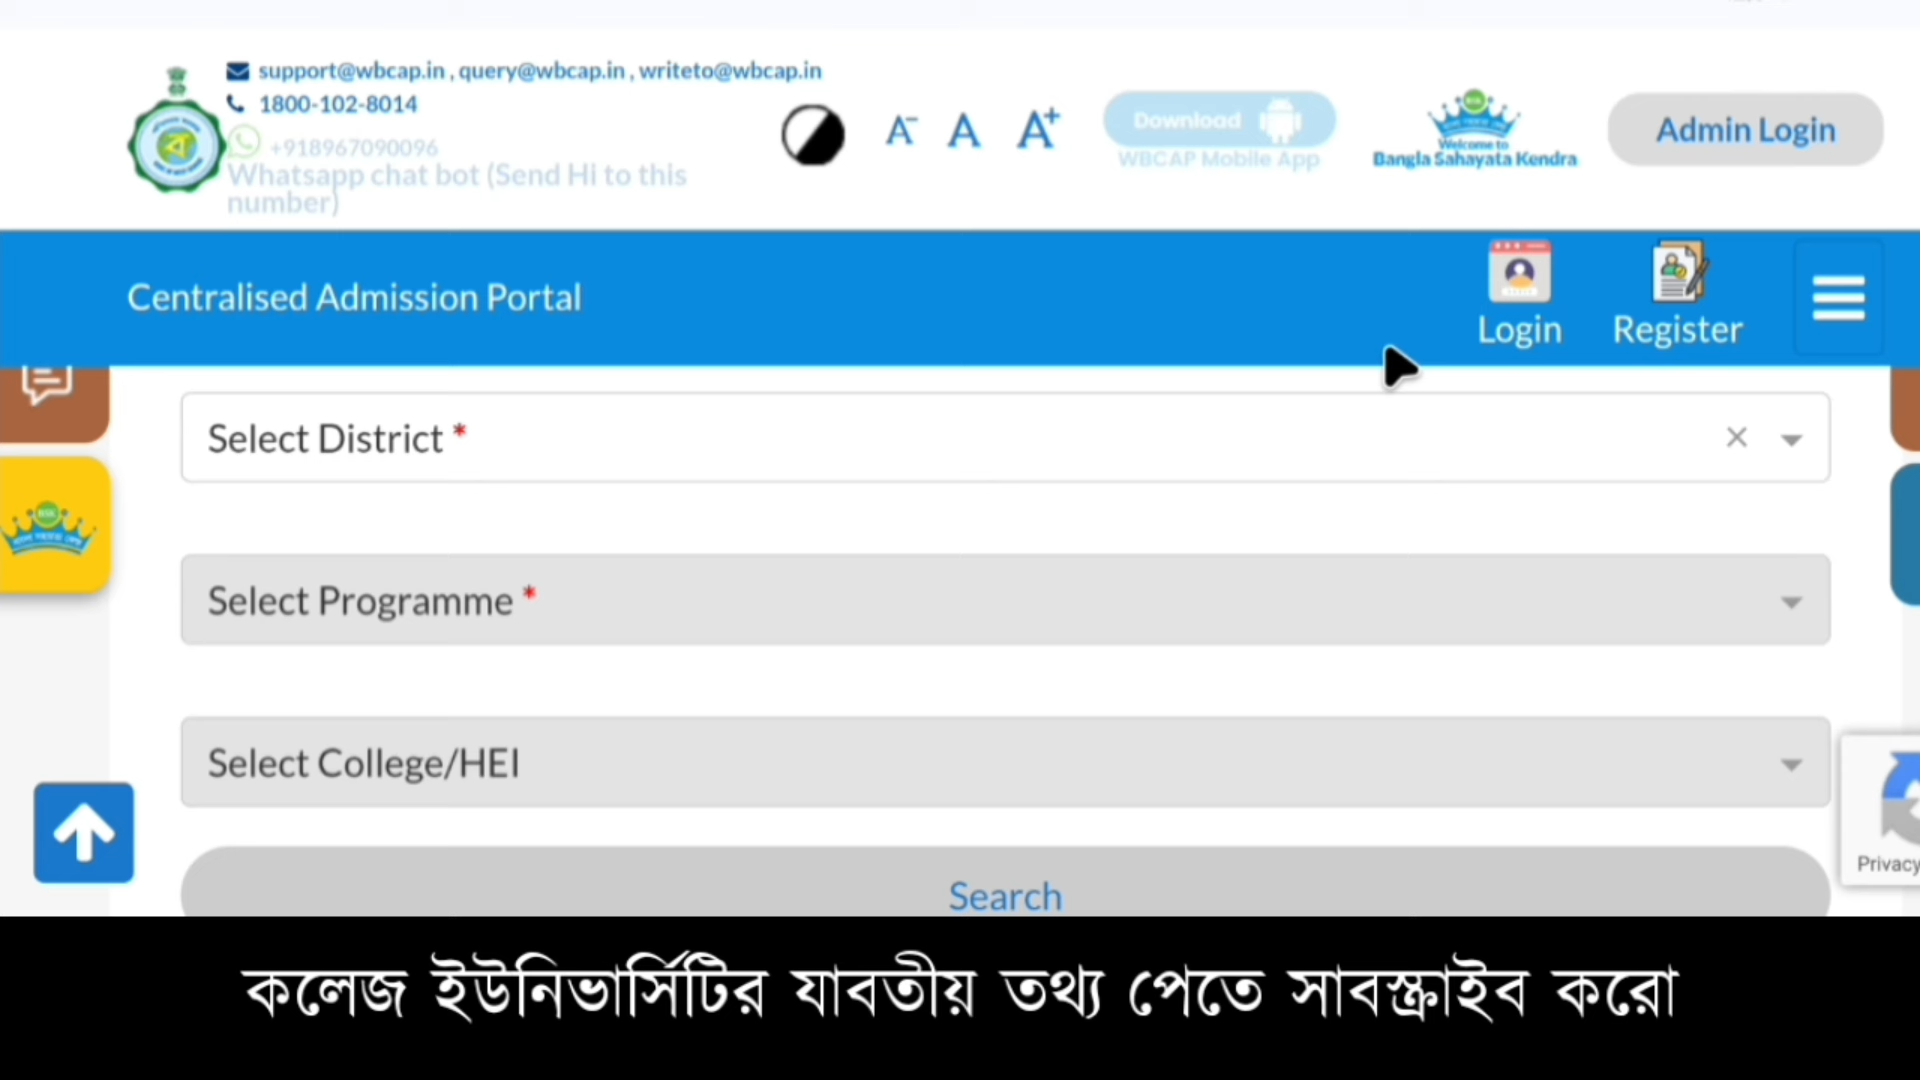 support@wbcap.in , query@wbcap.in , writeto@wbcap.in
1800-102-8014
+918967090096
Whatsapp chat bot (Send Hi to this
number)
A- A A+
Download
WBCAP Mobile App
Welcome to
Bangla Sahayata Kendra
Admin Login
Centralised Admission Portal
Login
Register
Select District *
Select Programme *
Select College/HEI
Search
Privacy
কলেজ ইউনিভার্সিটির যাবতীয় তথ্য পেতে সাবস্ক্রাইব করো